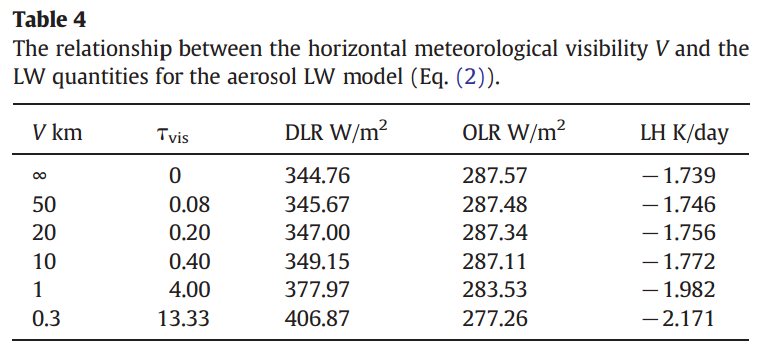 Table 4
The relationship between the horizontal meteorological visibility V and the
LW quantities for the aerosol LW model (Eq. (2)).
V km τvis DLR W/m² OLR W/m² LH K/day
∞ 0 344.76 287.57 −1.739
50 0.08 345.67 287.48 −1.746
20 0.20 347.00 287.34 −1.756
10 0.40 349.15 287.11 −1.772
1 4.00 377.97 283.53 −1.982
0.3 13.33 406.87 277.26 −2.171